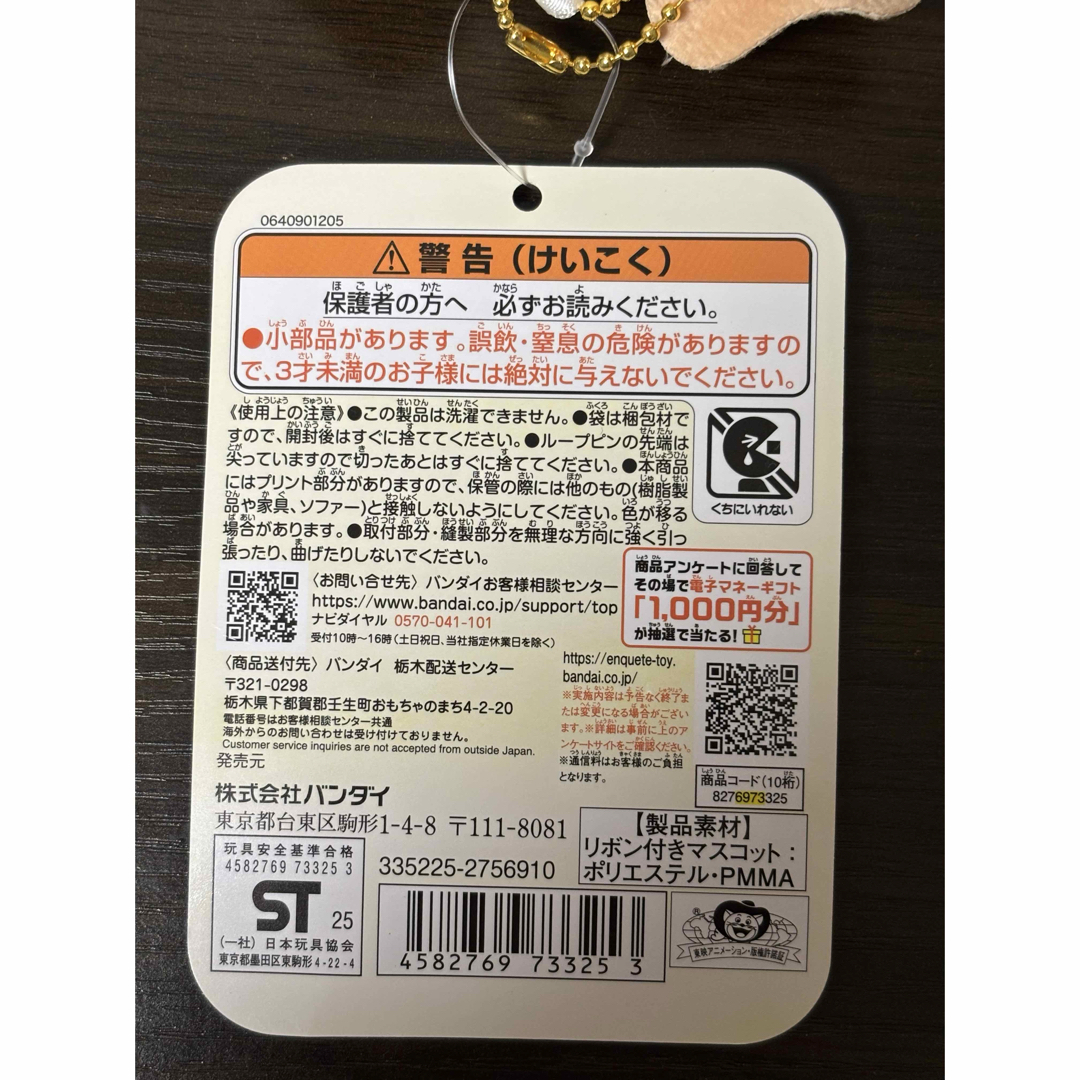 0640901205
⚠警告(けいこく)
保護者の方へ 必ずお読みください。
●小部品があります。誤飲・窒息の危険がありますの
で、3才未満のお子様には絶対に与えないでください。
《使用上の注意》●この製品は洗濯できません。●袋は梱包材で
すので、開封後はすぐに捨ててください。●ループピンの先端は
尖っていますので切ったあとはすぐに捨ててください。●本商品
にはプリント部分がありますので、保管の際には他のもの(樹脂製
品や家具、ソファー)と接触しないようにしてください。色が移る
場合があります。●取付部分・縫製部分を無理な方向に強く引っ
張ったり、曲げたりしないでください。
くちにいれない
〈お問い合せ先〉バンダイお客様相談センター
https://www.bandai.co.jp/support/top
ナビダイヤル 0570-041-101
受付10時〜16時(土日祝日、当社指定休業日を除く)
商品アンケートに回答して
その場で電子マネーギフト
「1,000円分」
が抽選で当たる!
〈商品送付先〉バンダイ 栃木配送センター
〒321-0298
栃木県下都賀郡壬生町おもちゃのまち4-2-20
電話番号はお客様相談センター共通
海外からのお問い合わせは受け付けておりません。
Customer service inquiries are not accepted from outside Japan.
発売元
株式会社バンダイ
東京都台東区駒形1-4-8 〒111-8081
https://enquete-toy.
bandai.co.jp/
※実施内容は予告なく終了ま
たは変更になる場合がござい
ます。※詳細は事前に上のア
ンケートサイトをご確認ください。
※通信料はお客様のご負担
となります。
商品コード(10桁)
8276973325
玩具安全基準合格
4582769 73325 3
ST 25
(一社) 日本玩具協会
東京都墨田区東駒形4-22-4
335225-2756910
4582769 73325 3
【製品素材】
リボン付きマスコット:
ポリエステル・PMMA
®
東映アニメーション・版権許諾証